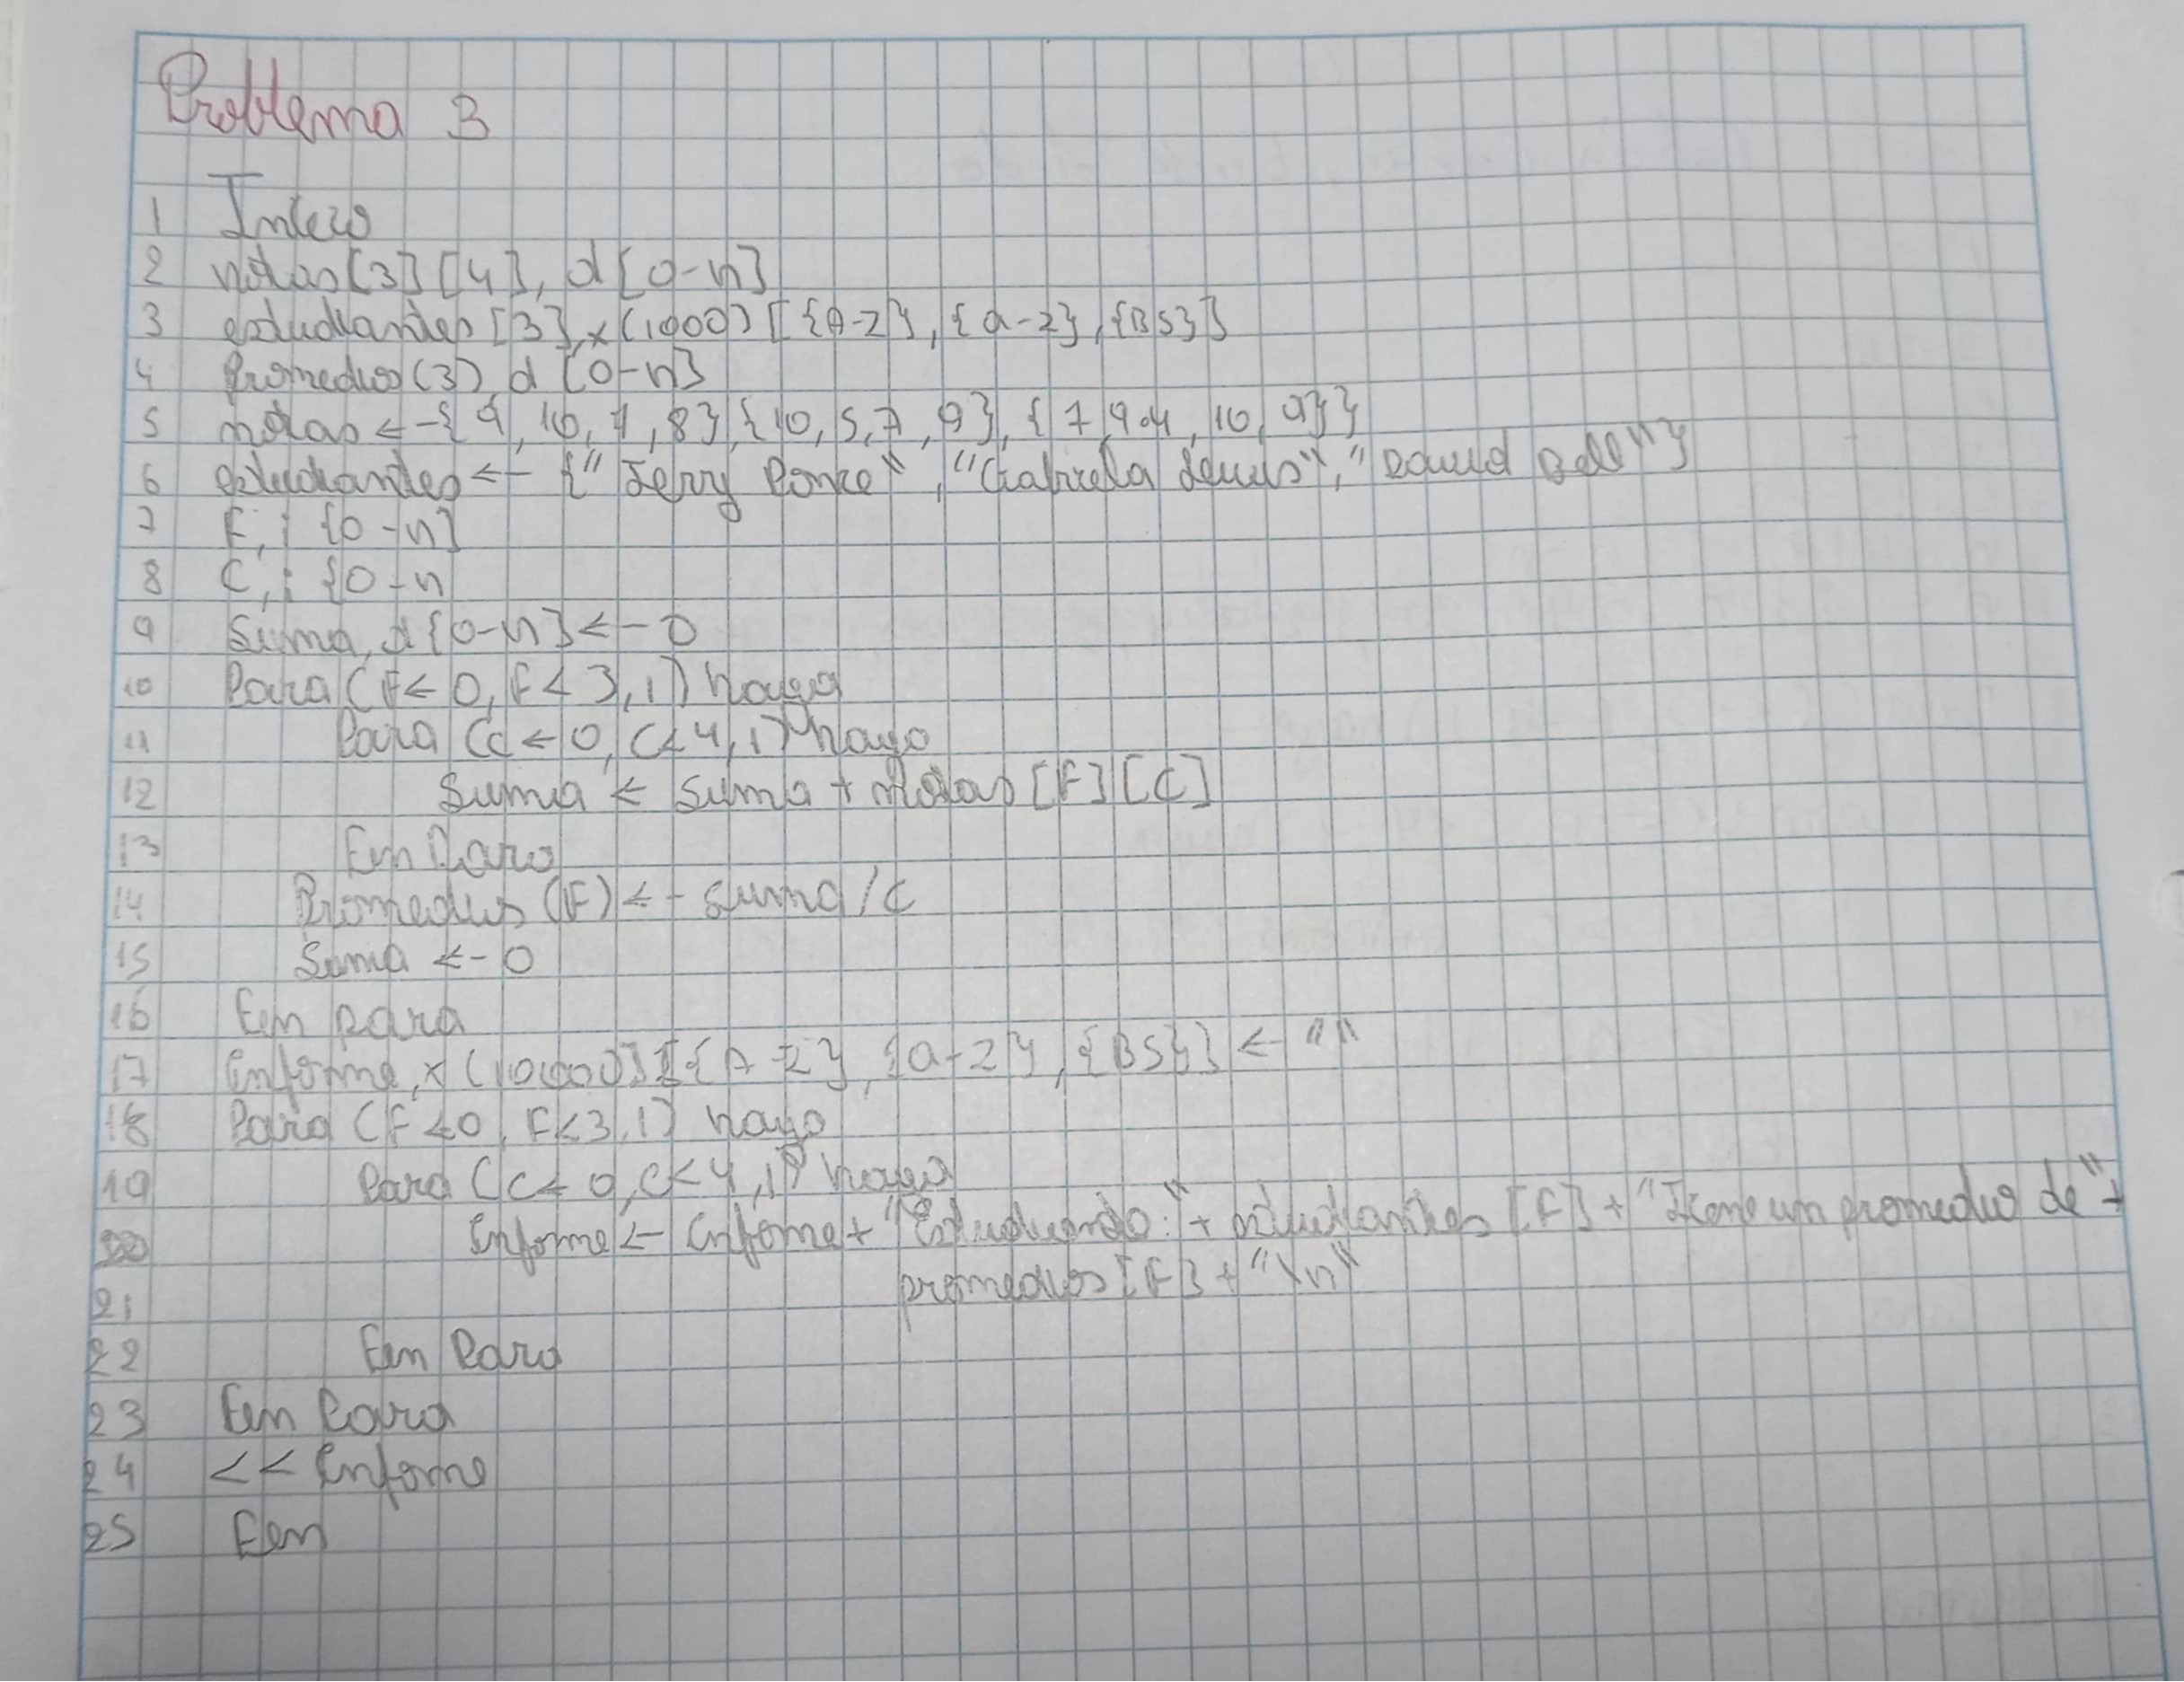 Problema 3
1 Inicio
2 notas [3] [4], d [0-n]
3 estudiantes [3], x (1000) [{A-Z}, {a-z}, {BS}]
4 Promedios (3) d [0-n]
5 notas <- {9, 10, 7, 8} {10, 5, 7, 9}, {7, 9.4, 10, 9}}
6 estudiantes <- {"Jerry Ponce", "Gabriela", "David Bell"}
7 F, i {0-n]
8 C, i {0-n
9 Suma, d {0-n] <- 0
10 Para (F <- 0, F < 3, 1) haga
11 Para (C <- 0, C < 4, 1) haga
12 Suma <- Suma + Notas [F] [C]
13 Fin Para
14 Promedios (F) <- suma/c
15 Suma <- 0
16 Fin para
17 Informe, x (10000) [{A-Z}, {a-z}, {BS}] <- ""
18 Para (F <- 0, F < 3, 1) haga
19 Para (C <- 0, C < 4, 1) haga
20 Informe <- Informe + "Estudiante:" + estudiantes [F] + "Tiene un promedio de" +
21 promedios [F] + "\n"
22 Fin Para
23 Fin Para
24 << Informe
25 Fin